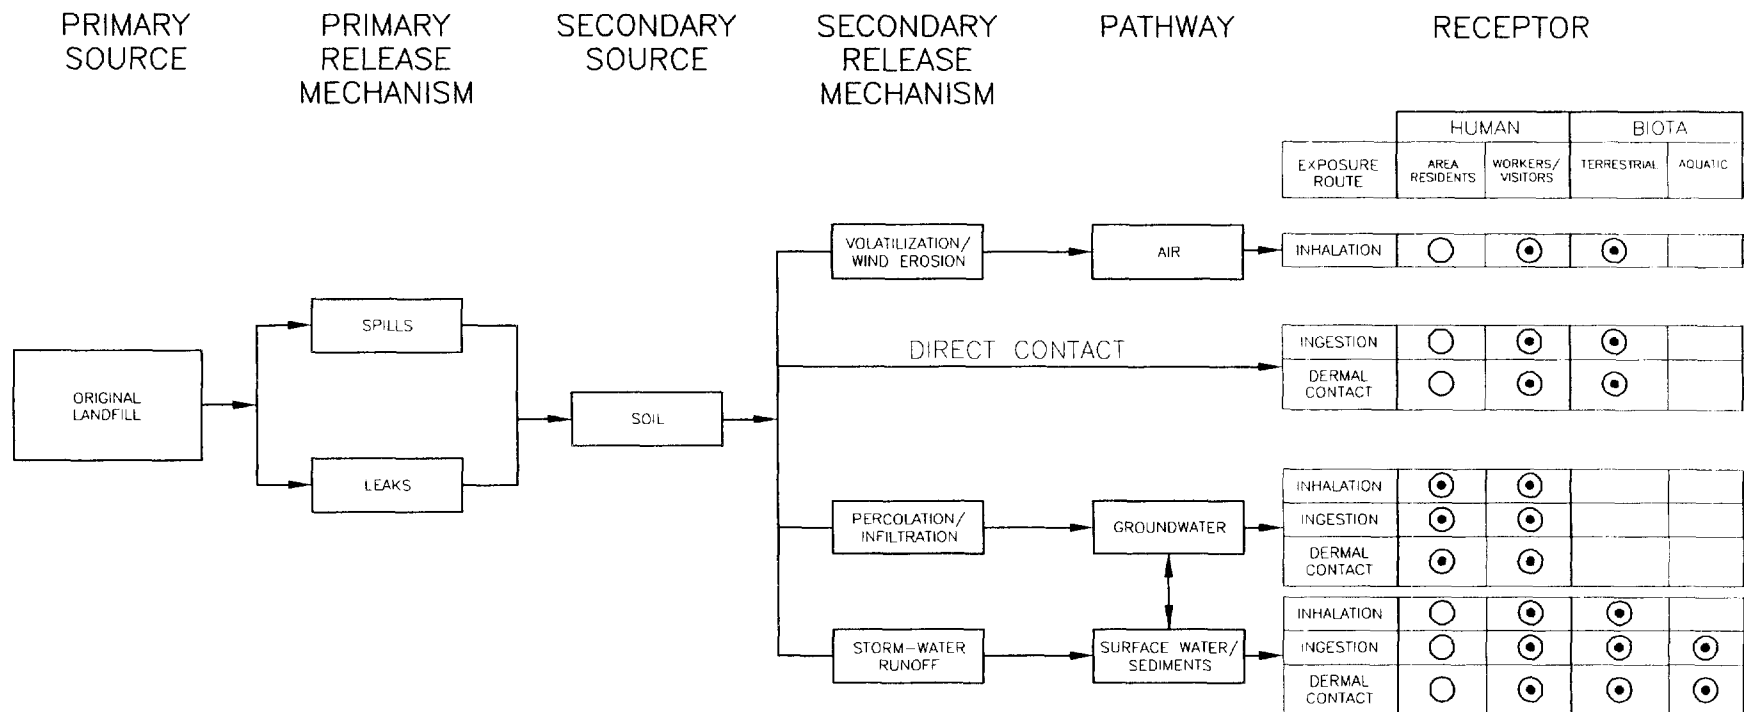 PRIMARY
SOURCE
PRIMARY
RELEASE
MECHANISM
SECONDARY
SOURCE
SECONDARY
RELEASE
MECHANISM
PATHWAY
RECEPTOR
HUMAN
BIOTA
EXPOSURE
ROUTE
AREA
RESIDENTS
WORKERS/
VISITORS
TERRESTRIAL
AQUATIC
VOLATILIZATION/
WIND EROSION
AIR
INHALATION
SPILLS
DIRECT CONTACT
INGESTION
DERMAL
CONTACT
ORIGINAL
LANDFILL
SOIL
LEAKS
PERCOLATION/
INFILTRATION
GROUNDWATER
INHALATION
INGESTION
DERMAL
CONTACT
STORM-WATER
RUNOFF
SURFACE WATER/
SEDIMENTS
INHALATION
INGESTION
DERMAL
CONTACT